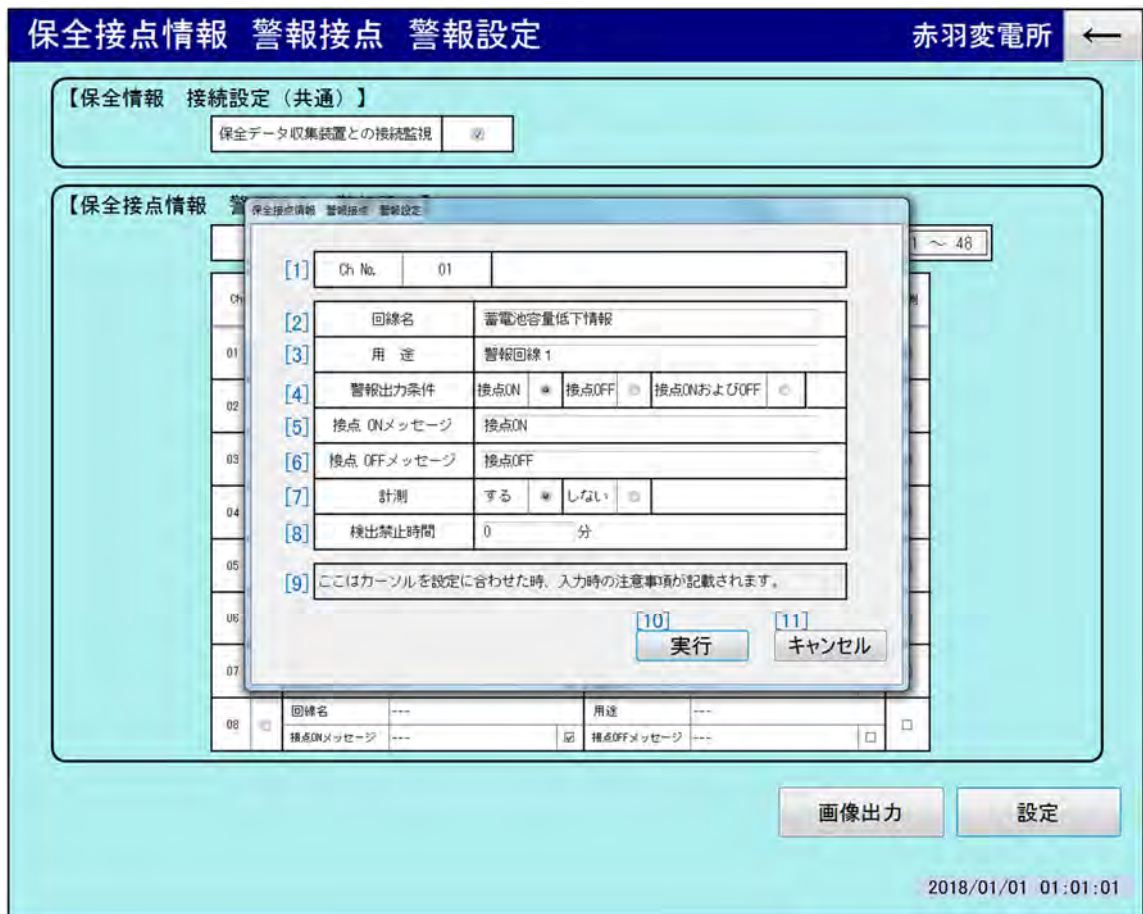 保全接点情報 警報接点 警報設定 赤羽変電所 ←
【保全情報 接続設定(共通)】
保全データ収集装置との接続監視
【保全接点情報 警
1 ～ 48
保全接点情報 警報接点 警報設定
[1] Ch No. 01
[2] 回線名 蓄電池容量低下情報
[3] 用 途 警報回線1
[4] 警報出力条件 接点ON 接点OFF 接点ONおよびOFF
[5] 接点 ONメッセージ 接点ON
[6] 接点 OFFメッセージ 接点OFF
[7] 計測 する しない
[8] 検出禁止時間 0 分
[9] ここはカーソルを設定に合わせた時、入力時の注意事項が記載されます。
[10] 実行 [11] キャンセル
Ch
01
02
03
04
05
06
07
08 回線名 --- 用途 ---
接点ONメッセージ --- 接点OFFメッセージ ---
画像出力 設定
2018/01/01 01:01:01